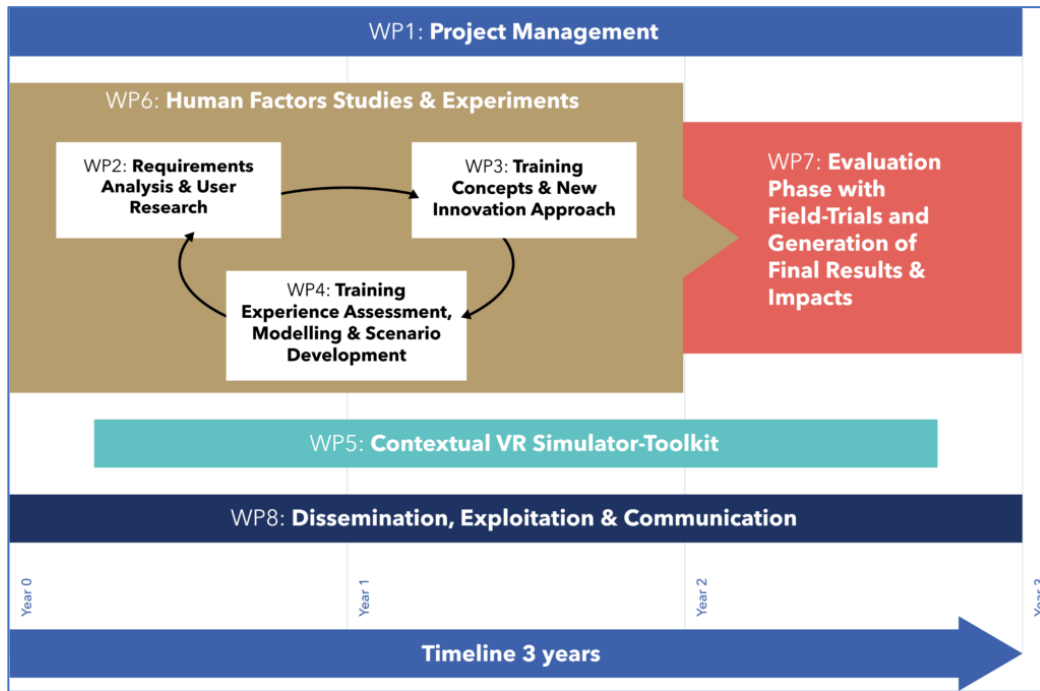 WP1: Project Management
WP6: Human Factors Studies & Experiments
WP2: Requirements
Analysis & User
Research
WP3: Training
Concepts & New
Innovation Approach
WP4: Training
Experience Assessment,
Modelling & Scenario
Development
WP7: Evaluation
Phase with
Field-Trials and
Generation of
Final Results &
Impacts
WP5: Contextual VR Simulator-Toolkit
WP8: Dissemination, Exploitation & Communication
Year 0
Year 1
Year 2
Year 3
Timeline 3 years